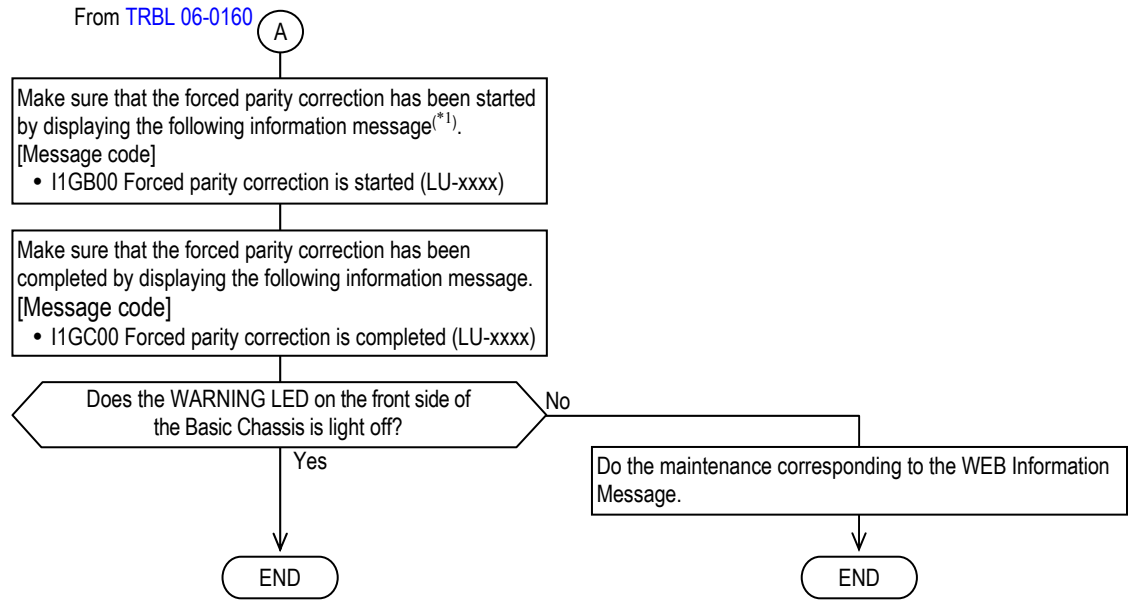 From TRBL 06-0160
A
Make sure that the forced parity correction has been started
by displaying the following information message(*1).
[Message code]
• I1GB00 Forced parity correction is started (LU-xxxx)
Make sure that the forced parity correction has been
completed by displaying the following information message.
[Message code]
• I1GC00 Forced parity correction is completed (LU-xxxx)
Does the WARNING LED on the front side of
the Basic Chassis is light off?
No
Yes
Do the maintenance corresponding to the WEB Information
Message.
END
END